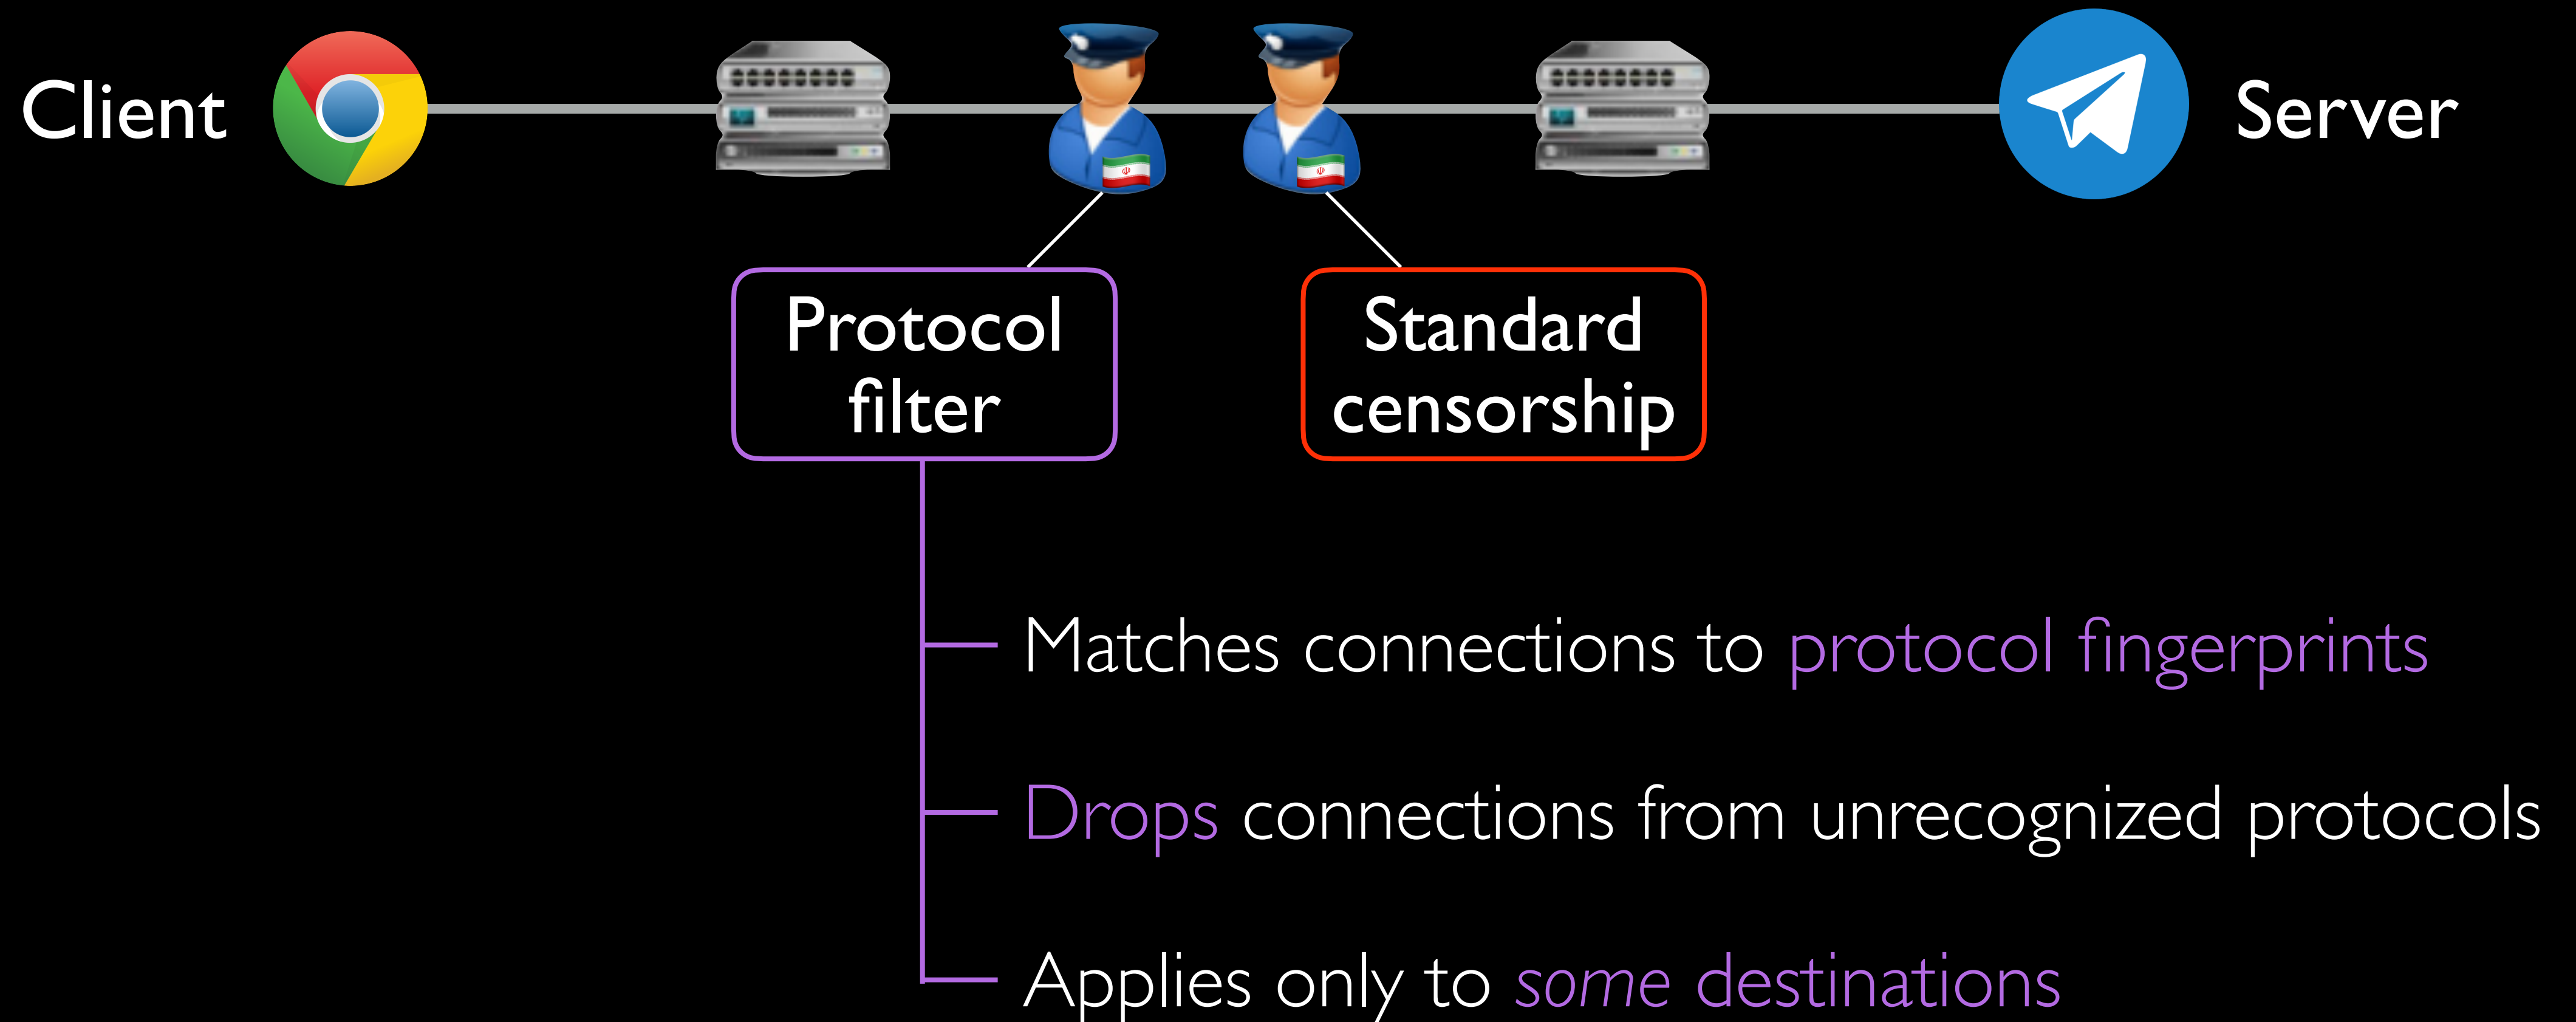 Client
Server
Protocol
filter
Standard
censorship
Matches connections to protocol fingerprints
Drops connections from unrecognized protocols
Applies only to some destinations